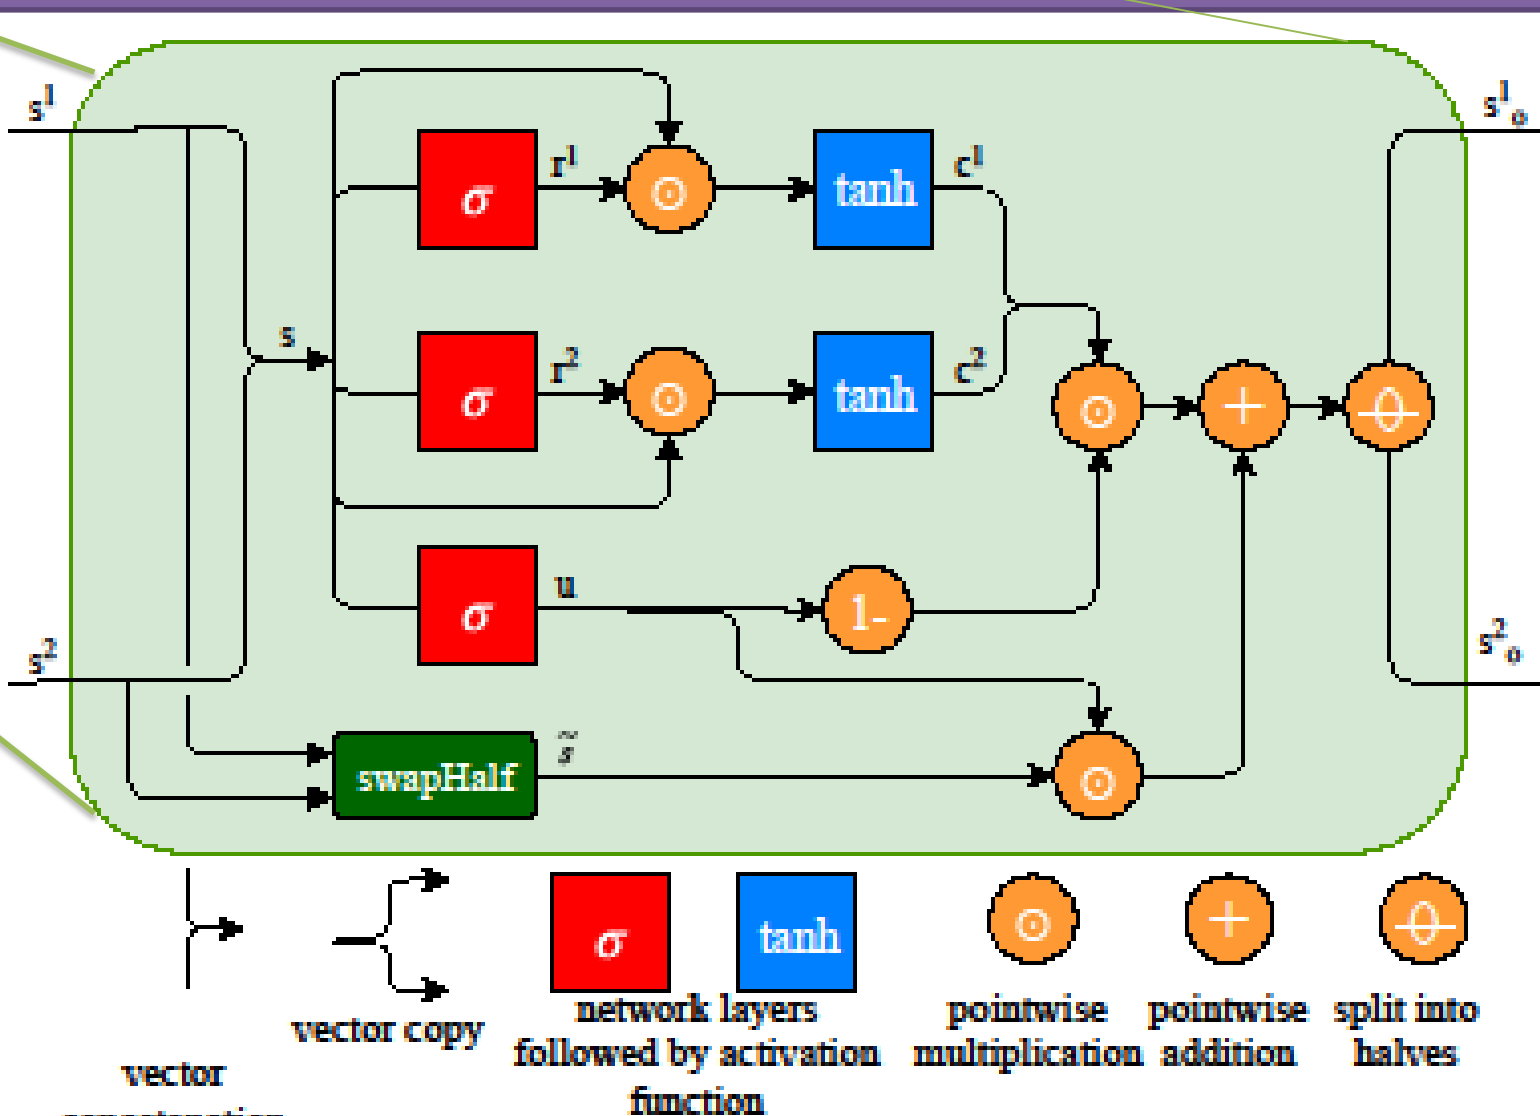 s¹
s¹ₒ
σ
r¹
⊙
tanh
c¹
s
σ
r²
⊙
tanh
c²
⊙
+
σ
u
1-
s²
s²ₒ
swapHalf
s̃
⊙
σ
tanh
⊙
+
vector copy
network layers
followed by activation
function
pointwise
multiplication
pointwise
addition
split into
halves
vector